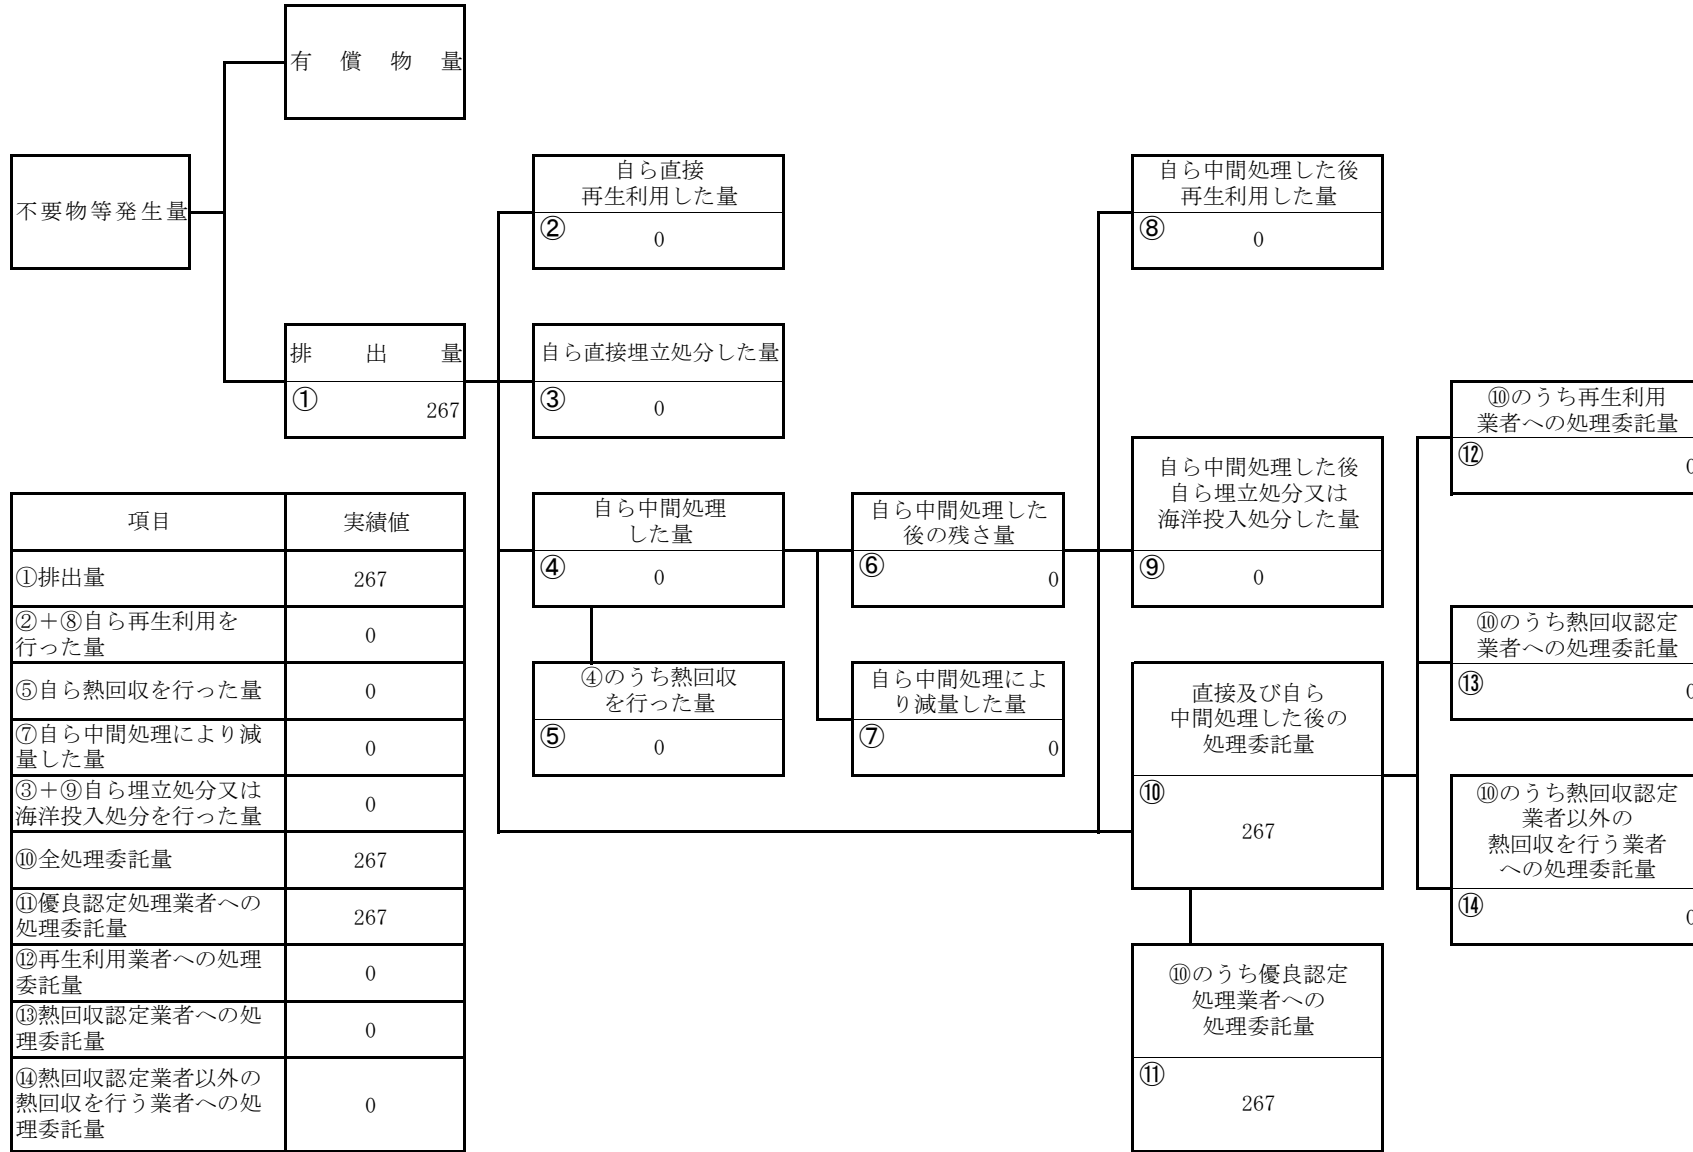 有償物量
不要物等発生量
排出量
①
267
自ら直接
再生利用した量
②
0
自ら直接埋立処分した量
③
0
自ら中間処理
した量
④
0
④のうち熱回収
を行った量
⑤
0
自ら中間処理した
後の残さ量
⑥
0
自ら中間処理によ
り減量した量
⑦
0
自ら中間処理した後
再生利用した量
⑧
0
自ら中間処理した後
自ら埋立処分又は
海洋投入処分した量
⑨
0
直接及び自ら
中間処理した後の
処理委託量
⑩
267
⑩のうち優良認定
処理業者への
処理委託量
⑪
267
⑩のうち再生利用
業者への処理委託量
⑫
0
⑩のうち熱回収認定
業者への処理委託量
⑬
0
⑩のうち熱回収認定
業者以外の
熱回収を行う業者
への処理委託量
⑭
0
項目 実績値
①排出量 267
②+⑧自ら再生利用を
行った量 0
⑤自ら熱回収を行った量 0
⑦自ら中間処理により減
量した量 0
③+⑨自ら埋立処分又は
海洋投入処分を行った量 0
⑩全処理委託量 267
⑪優良認定処理業者への
処理委託量 267
⑫再生利用業者への処理
委託量 0
⑬熱回収認定業者への処
理委託量 0
⑭熱回収認定業者以外の
熱回収を行う業者への処
理委託量 0